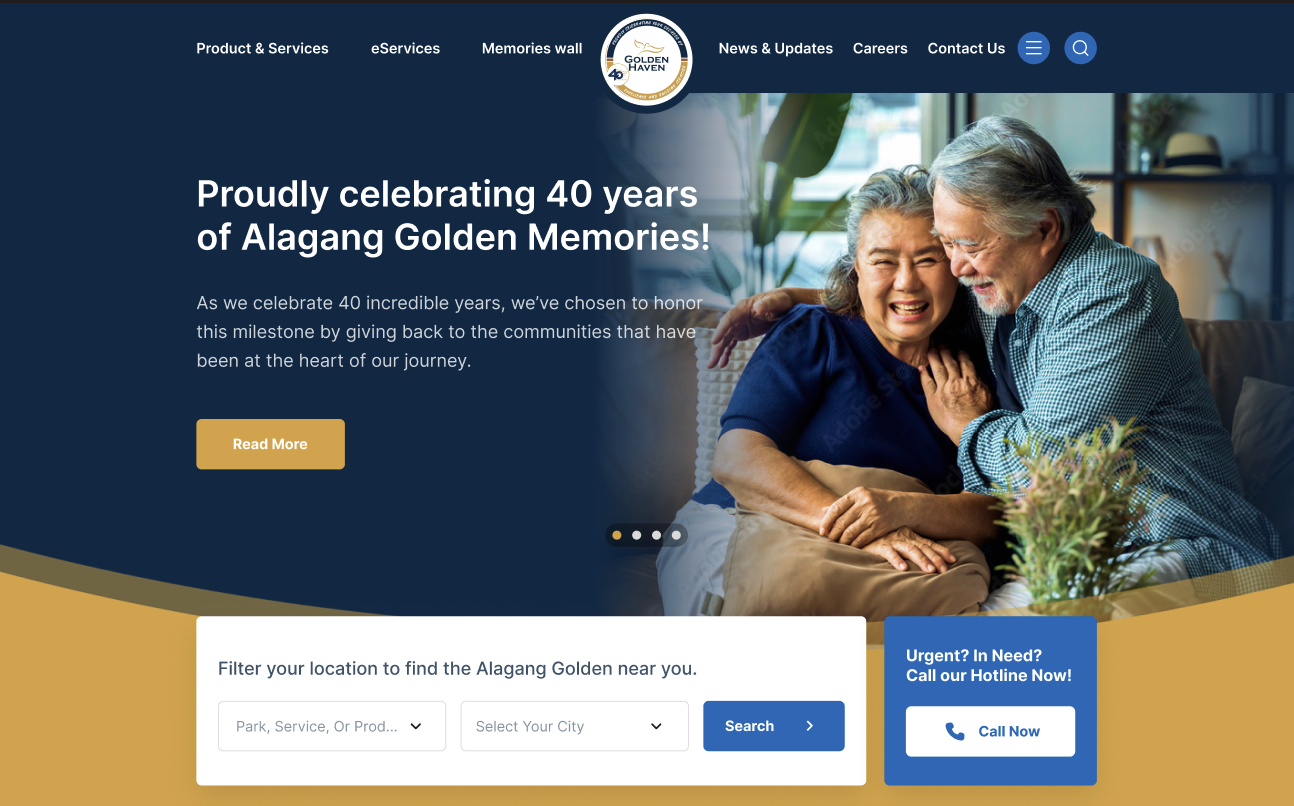 Product & Services
eServices
Memories wall
GOLDEN
HAVEN
40
News & Updates
Careers
Contact Us
Proudly celebrating 40 years
of Alagang Golden Memories!
As we celebrate 40 incredible years, we’ve chosen to honor
this milestone by giving back to the communities that have
been at the heart of our journey.
Read More
Adobe Stock
Filter your location to find the Alagang Golden near you.
Park, Service, Or Prod...
Select Your City
Search
Urgent? In Need?
Call our Hotline Now!
Call Now